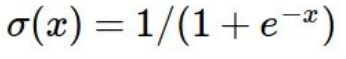 σ(x) = 1/(1 + e⁻ˣ)